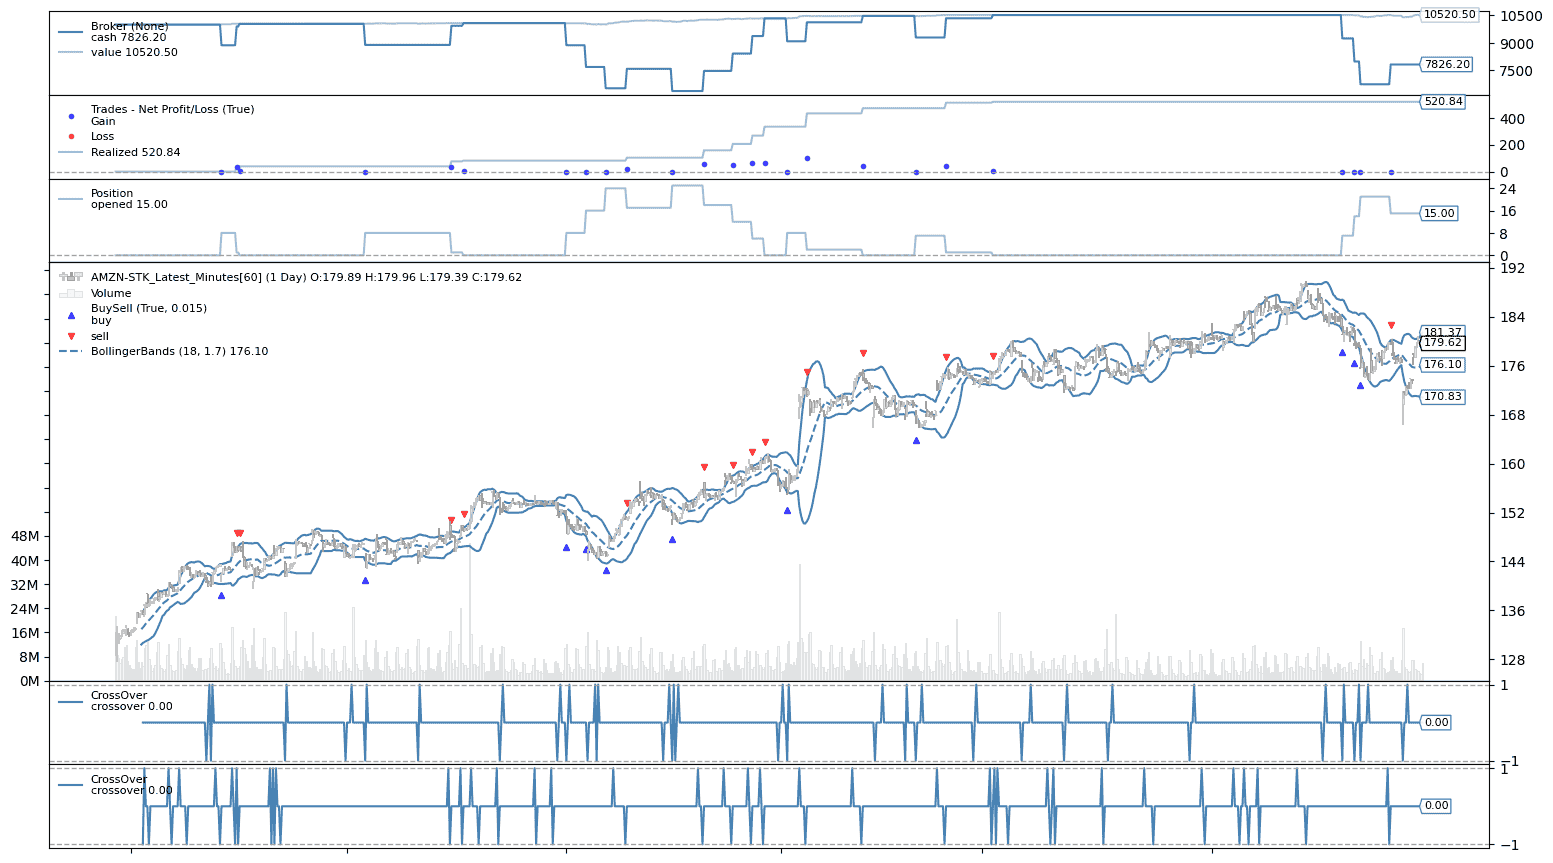 Broker (None)
cash 7826.20
value 10520.50
10500
9000
7500
10520.50
7826.20
Trades - Net Profit/Loss (True)
Gain
Loss
Realized 520.84
520.84
400
200
0
Position
opened 15.00
24
16
8
0
15.00
AMZN-STK_Latest_Minutes[60] (1 Day) O:179.89 H:179.96 L:179.39 C:179.62
Volume
BuySell (True, 0.015)
buy
sell
BollingerBands (18, 1.7) 176.10
192
184
176
168
160
152
144
136
128
181.37
179.62
176.10
170.83
48M
40M
32M
24M
16M
8M
0M
CrossOver
crossover 0.00
1
0.00
−1
CrossOver
crossover 0.00
1
0.00
−1